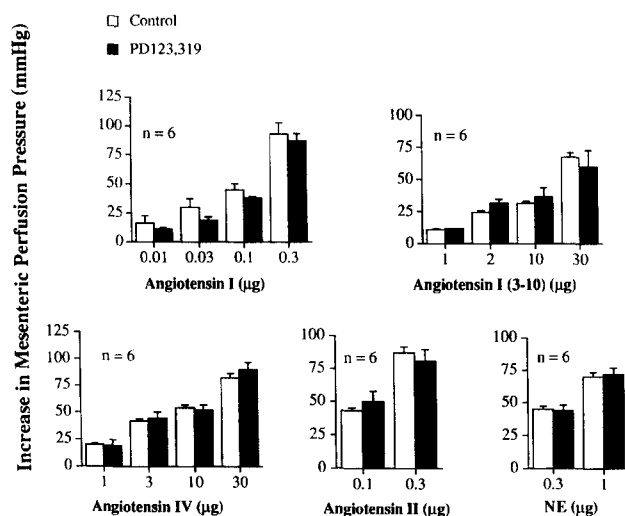 Control
PD123,319
Increase in Mesenteric Perfusion Pressure (mmHg)
125
100
75
50
25
0
n = 6
0.01 0.03 0.1 0.3
Angiotensin I (µg)
100
75
50
25
0
n = 6
1 2 10 30
Angiotensin I (3-10) (µg)
125
100
75
50
25
0
n = 6
1 3 10 30
Angiotensin IV (µg)
100
75
50
25
0
n = 6
0.1 0.3
Angiotensin II (µg)
100
75
50
25
0
n = 6
0.3 1
NE (µg)